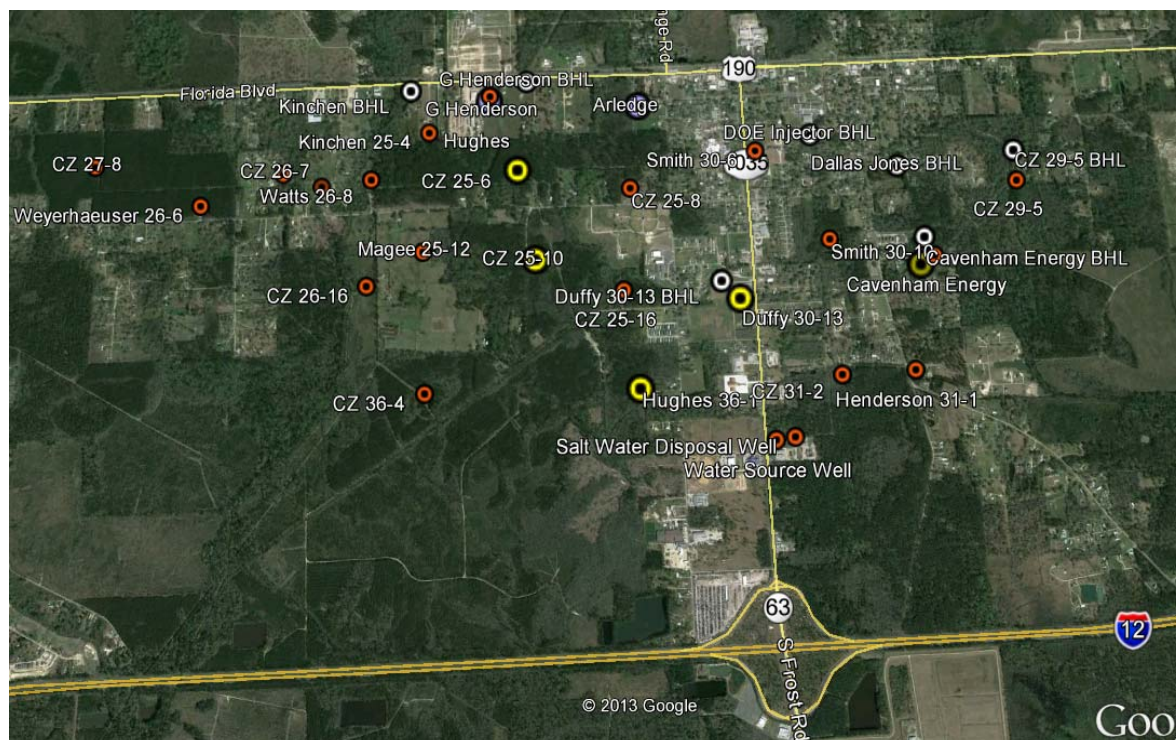 nge Rd
190
Florida Blvd
G Henderson BHL
Kinchen BHL
G Henderson
Arledge
DOE Injector BHL
Kinchen 25-4
Hughes
Smith 30-6
Dallas Jones BHL
CZ 29-5 BHL
CZ 27-8
CZ 26-7
CZ 25-6
Watts 26-8
CZ 25-8
CZ 29-5
Weyerhaeuser 26-6
Magee 25-12
CZ 25-10
Smith 30-10
Cavenham Energy BHL
CZ 26-16
Duffy 30-13 BHL
Cavenham Energy
CZ 25-16
Duffy 30-13
CZ 36-4
Hughes 36-1
CZ 31-2
Henderson 31-1
Salt Water Disposal Well
Water Source Well
63
12
S Frost Rd
© 2013 Google
Goo